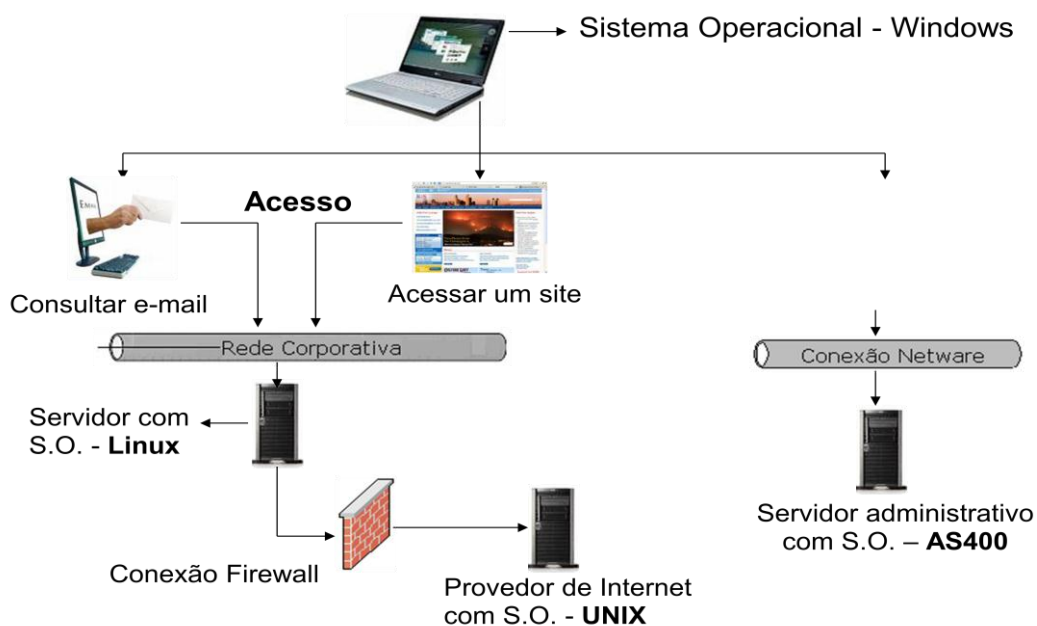 Sistema Operacional - Windows
Acesso
Consultar e-mail
Acessar um site
Rede Corporativa
Conexão Netware
Servidor com
S.O. - Linux
Servidor administrativo
com S.O. – AS400
Conexão Firewall
Provedor de Internet
com S.O. - UNIX